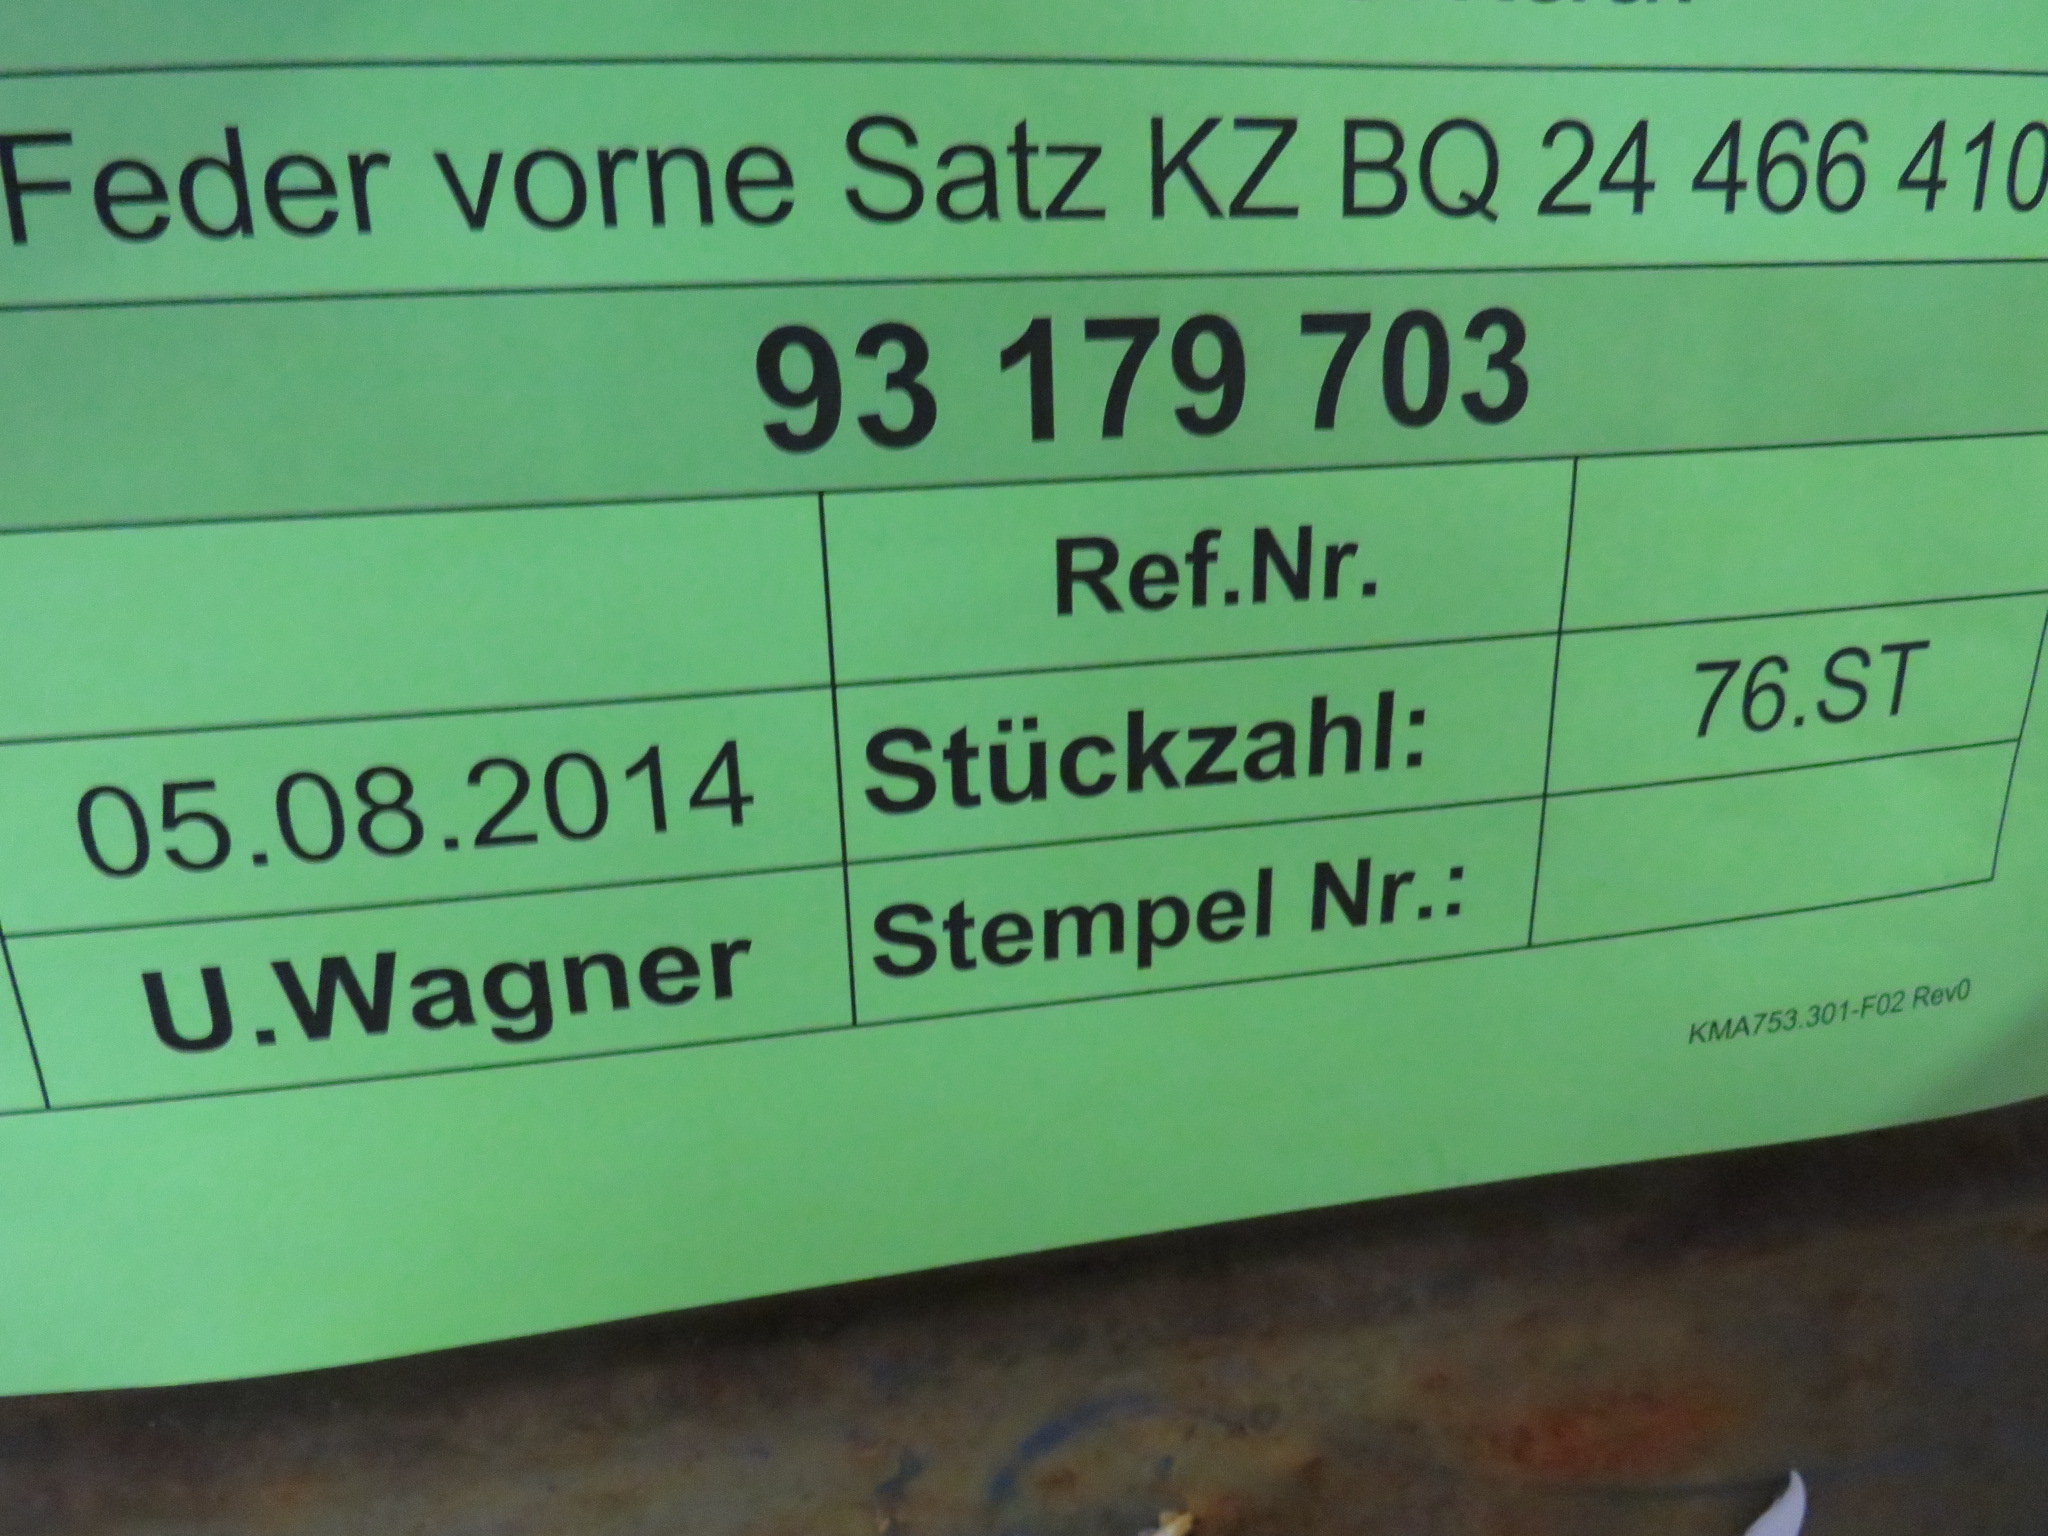 Feder vorne Satz KZ BQ 24 466 410
93 179 703
Ref.Nr.
05.08.2014 Stückzahl: 76.ST
U.Wagner Stempel Nr.:
KMA753.301-F02 Rev0